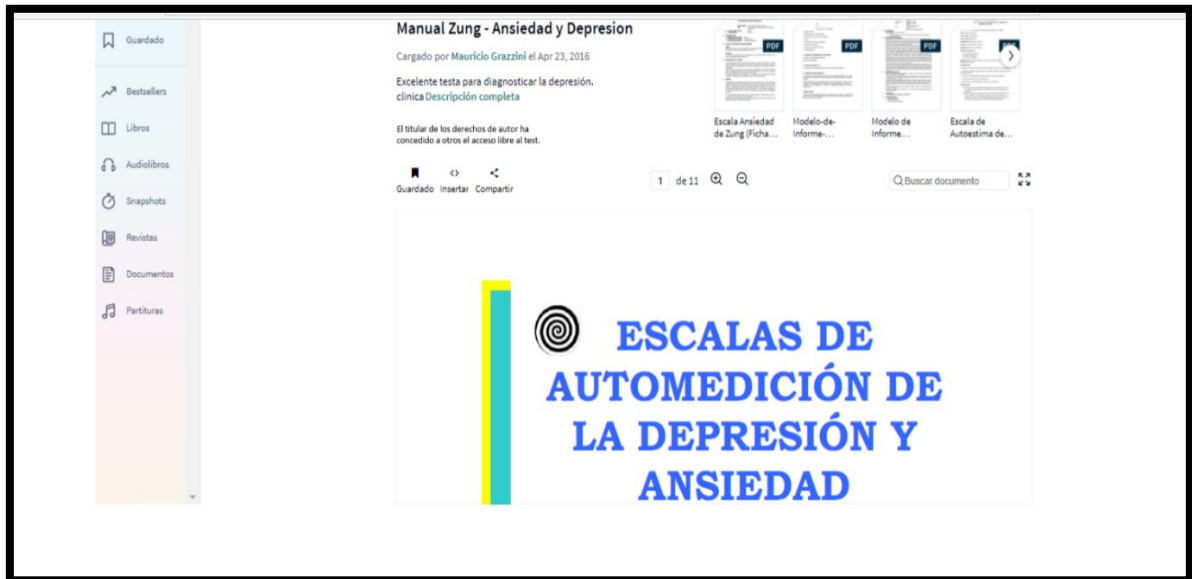 Guardado
Bestsellers
Libros
Audiolibros
Snapshots
Revistas
Documentos
Partituras
Manual Zung - Ansiedad y Depresion
Cargado por Mauricio Grazzini el Apr 23, 2016
Excelente testa para diagnosticar la depresión.
clinica Descripción completa
El titular de los derechos de autor ha
concedido a otros el acceso libre al test.
Guardado Insertar Compartir
PDF
PDF
PDF
PDF
Escala Ansiedad
de Zung (Ficha...
Modelo-de-
Informe-...
Modelo de
Informe...
Escala de
Autoestima de...
1 de 11
Buscar documento
ESCALAS DE
AUTOMEDICIÓN DE
LA DEPRESIÓN Y
ANSIEDAD